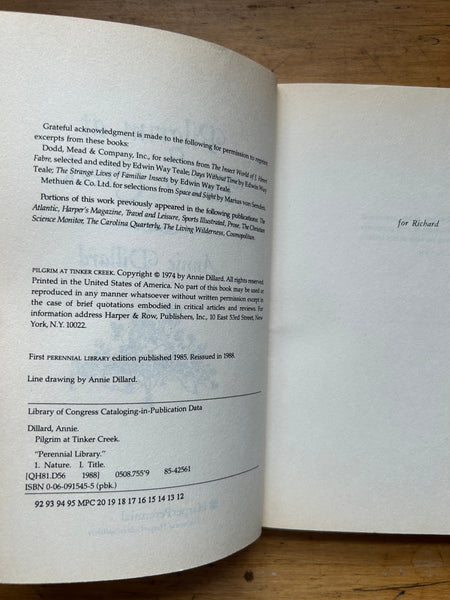 Grateful acknowledgment is made to the following for permission to reprint
excerpts from these books:
Dodd, Mead & Company, Inc., for selections from The Insect World of J. Henri
Fabre, selected and edited by Edwin Way Teale; Days Without Time by Edwin Way
Teale; The Strange Lives of Familiar Insects by Edwin Way Teale.
Methuen & Co. Ltd. for selections from Space and Sight by Marius von Senden.
Portions of this work previously appeared in the following publications: The
Atlantic, Harper's Magazine, Travel and Leisure, Sports Illustrated, Prose, The Christian
Science Monitor, The Carolina Quarterly, The Living Wilderness, Cosmopolitan.
PILGRIM AT TINKER CREEK. Copyright © 1974 by Annie Dillard. All rights reserved.
Printed in the United States of America. No part of this book may be used or
reproduced in any manner whatsoever without written permission except in
the case of brief quotations embodied in critical articles and reviews. For
information address Harper & Row, Publishers, Inc., 10 East 53rd Street, New
York, N.Y. 10022.
First PERENNIAL LIBRARY edition published 1985. Reissued in 1988.
Line drawing by Annie Dillard.
Library of Congress Cataloging-in-Publication Data
Dillard, Annie.
Pilgrim at Tinker Creek.
"Perennial Library."
1. Nature. I. Title.
[QH81.D56 1988] 0508.755'9 85-42561
ISBN 0-06-091545-5 (pbk.)
92 93 94 95 MPC 20 19 18 17 16 15 14 13 12
for Richard